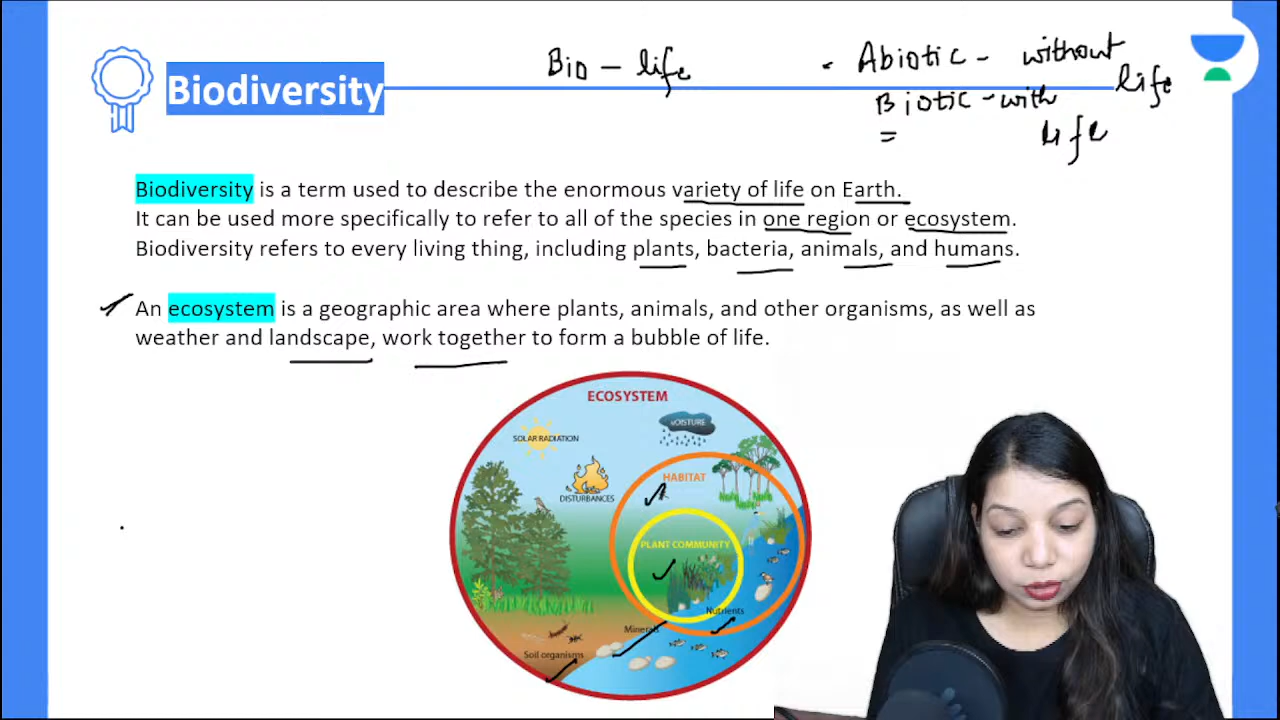 Bio - life
- Abiotic - without life
Biotic - with life
=
Biodiversity
Biodiversity is a term used to describe the enormous variety of life on Earth.
It can be used more specifically to refer to all of the species in one region or ecosystem.
Biodiversity refers to every living thing, including plants, bacteria, animals, and humans.
An ecosystem is a geographic area where plants, animals, and other organisms, as well as
weather and landscape, work together to form a bubble of life.
ECOSYSTEM
MOISTURE
SOLAR RADIATION
HABITAT
DISTURBANCES
PLANT COMMUNITY
Nutrients
Minerals
Soil organisms